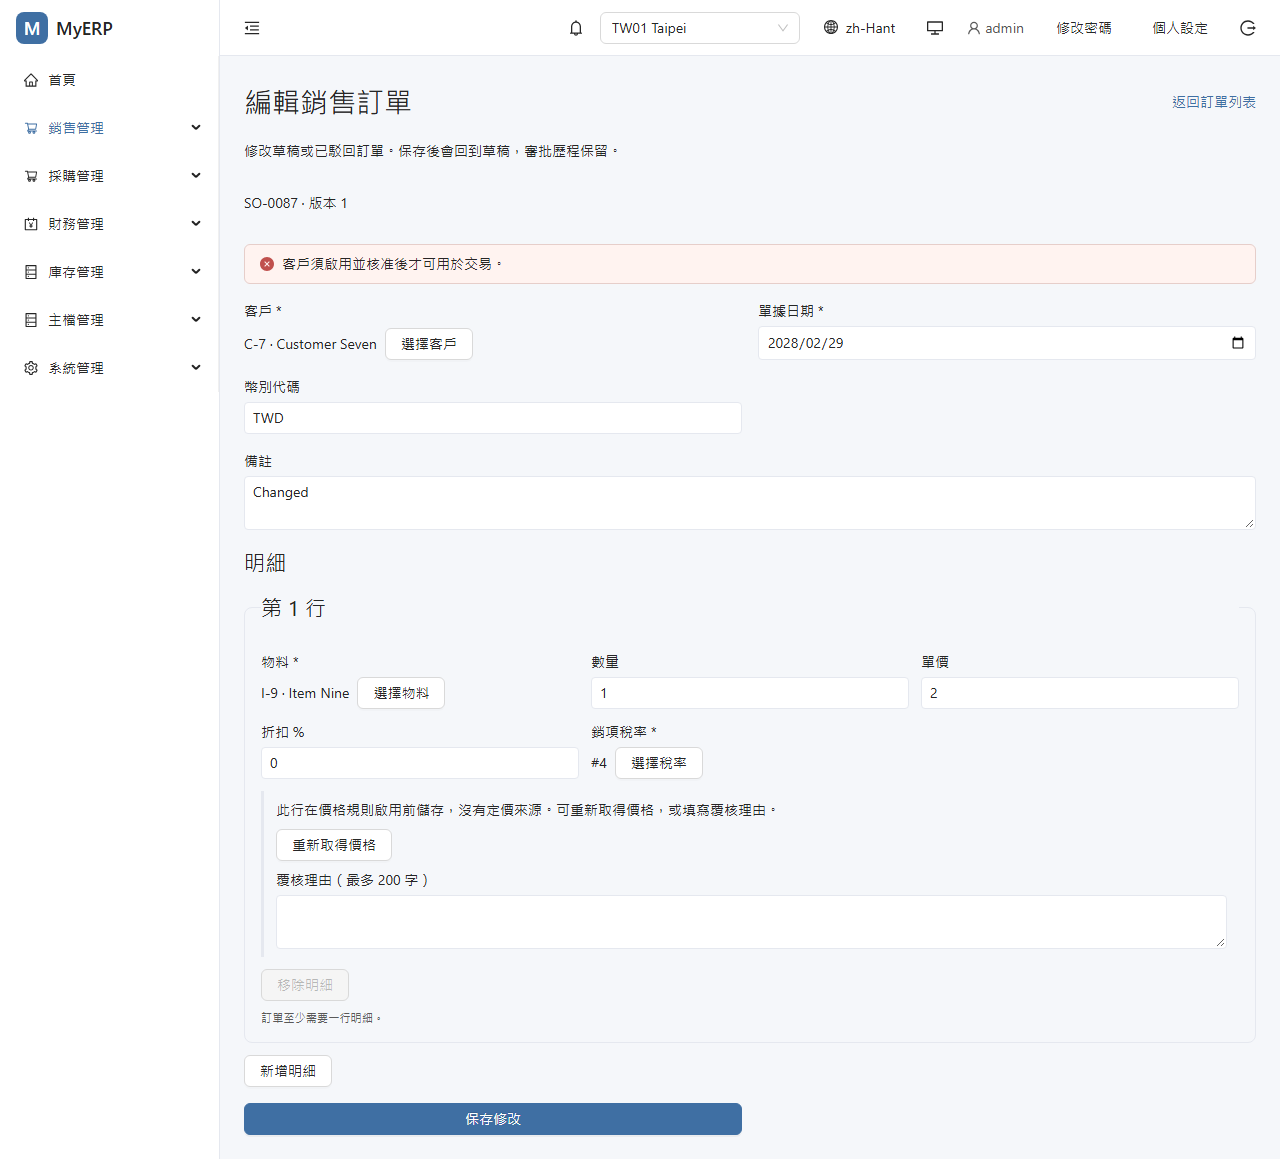 M MyERP
TW01 Taipei
zh-Hant
admin
修改密碼
個人設定
首頁
銷售管理
採購管理
財務管理
庫存管理
主檔管理
系統管理
編輯銷售訂單
返回訂單列表
修改草稿或已駁回訂單。保存後會回到草稿，審批歷程保留。
SO-0087 · 版本 1
客戶須啟用並核准後才可用於交易。
客戶 *
C-7 · Customer Seven
選擇客戶
單據日期 *
2028/02/29
幣別代碼
TWD
備註
Changed
明細
第 1 行
物料 *
I-9 · Item Nine
選擇物料
數量
1
單價
2
折扣 %
0
銷項稅率 *
#4
選擇稅率
此行在價格規則啟用前儲存，沒有定價來源。可重新取得價格，或填寫覆核理由。
重新取得價格
覆核理由（最多 200 字）
移除明細
訂單至少需要一行明細。
新增明細
保存修改